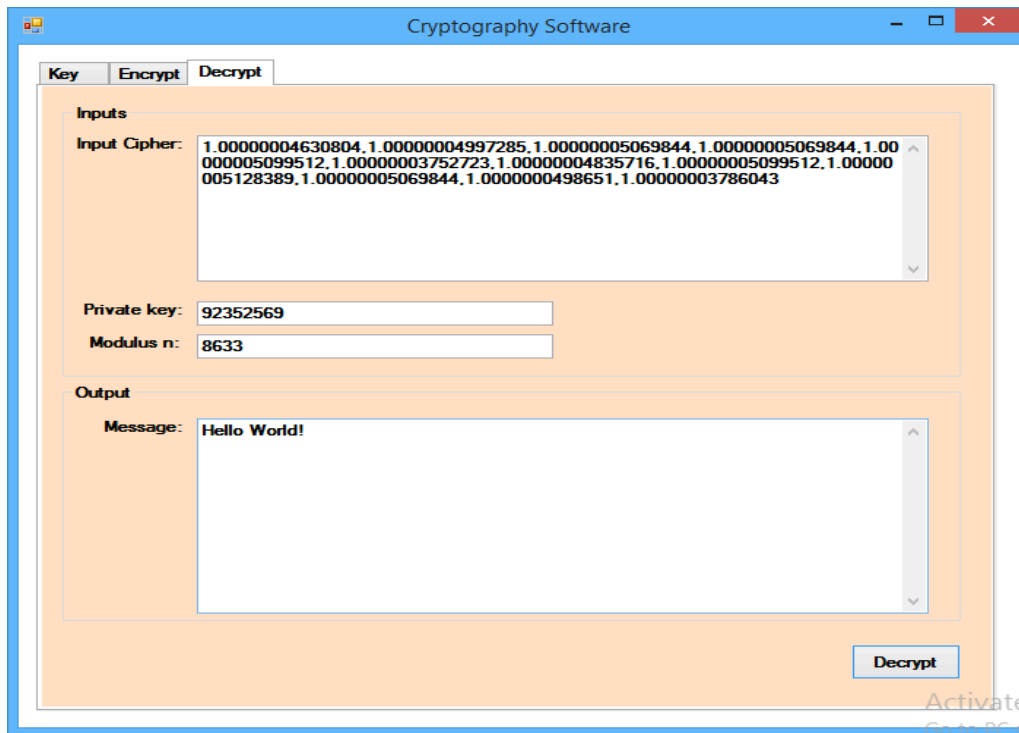 Cryptography Software
Key Encrypt Decrypt
Inputs
Input Cipher: 1.00000004630804,1.00000004997285,1.00000005069844,1.00000005069844,1.00
000005099512,1.00000003752723,1.00000004835716,1.00000005099512,1.00000
005128389,1.00000005069844,1.0000000498651,1.00000003786043
Private key: 92352569
Modulus n: 8633
Output
Message: Hello World!
Decrypt
Activate